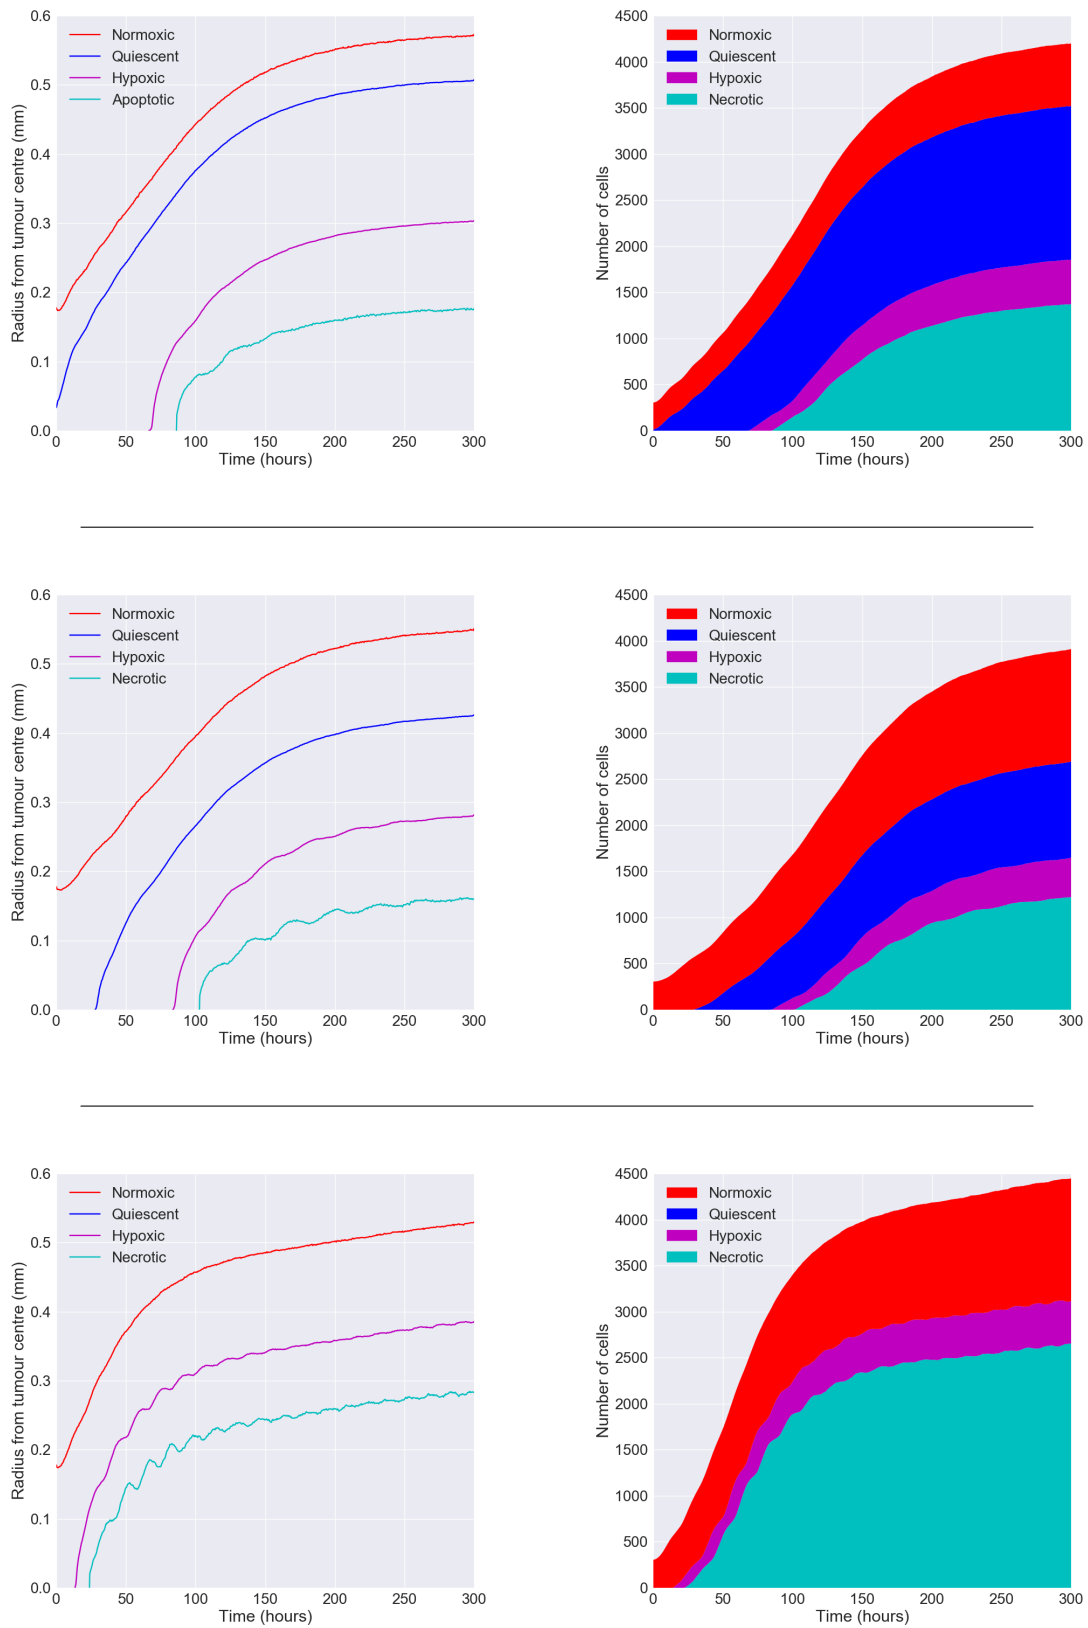 0.6
0.5
0.4
0.3
0.2
0.1
0.0
Radius from tumour centre (mm)
Normoxic
Quiescent
Hypoxic
Apoptotic
0 50 100 150 200 250 300
Time (hours)
4500
4000
3500
3000
2500
2000
1500
1000
500
0
Number of cells
Normoxic
Quiescent
Hypoxic
Necrotic
0 50 100 150 200 250 300
Time (hours)
0.6
0.5
0.4
0.3
0.2
0.1
0.0
Radius from tumour centre (mm)
Normoxic
Quiescent
Hypoxic
Necrotic
0 50 100 150 200 250 300
Time (hours)
4500
4000
3500
3000
2500
2000
1500
1000
500
0
Number of cells
Normoxic
Quiescent
Hypoxic
Necrotic
0 50 100 150 200 250 300
Time (hours)
0.6
0.5
0.4
0.3
0.2
0.1
0.0
Radius from tumour centre (mm)
Normoxic
Quiescent
Hypoxic
Necrotic
0 50 100 150 200 250 300
Time (hours)
4500
4000
3500
3000
2500
2000
1500
1000
500
0
Number of cells
Normoxic
Quiescent
Hypoxic
Necrotic
0 50 100 150 200 250 300
Time (hours)